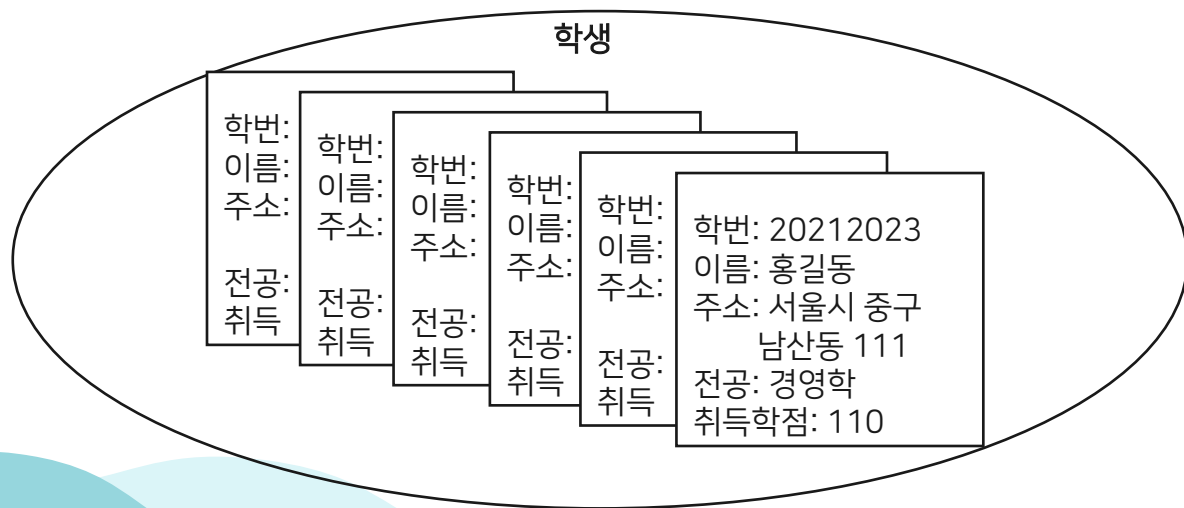 학생
학번:
이름:
주소:
전공:
취득
학번:
이름:
주소:
전공:
취득
학번:
이름:
주소:
전공:
취득
학번:
이름:
주소:
전공:
취득
학번:
이름:
주소:
전공:
취득
학번: 20212023
이름: 홍길동
주소: 서울시 중구
남산동 111
전공: 경영학
취득학점: 110